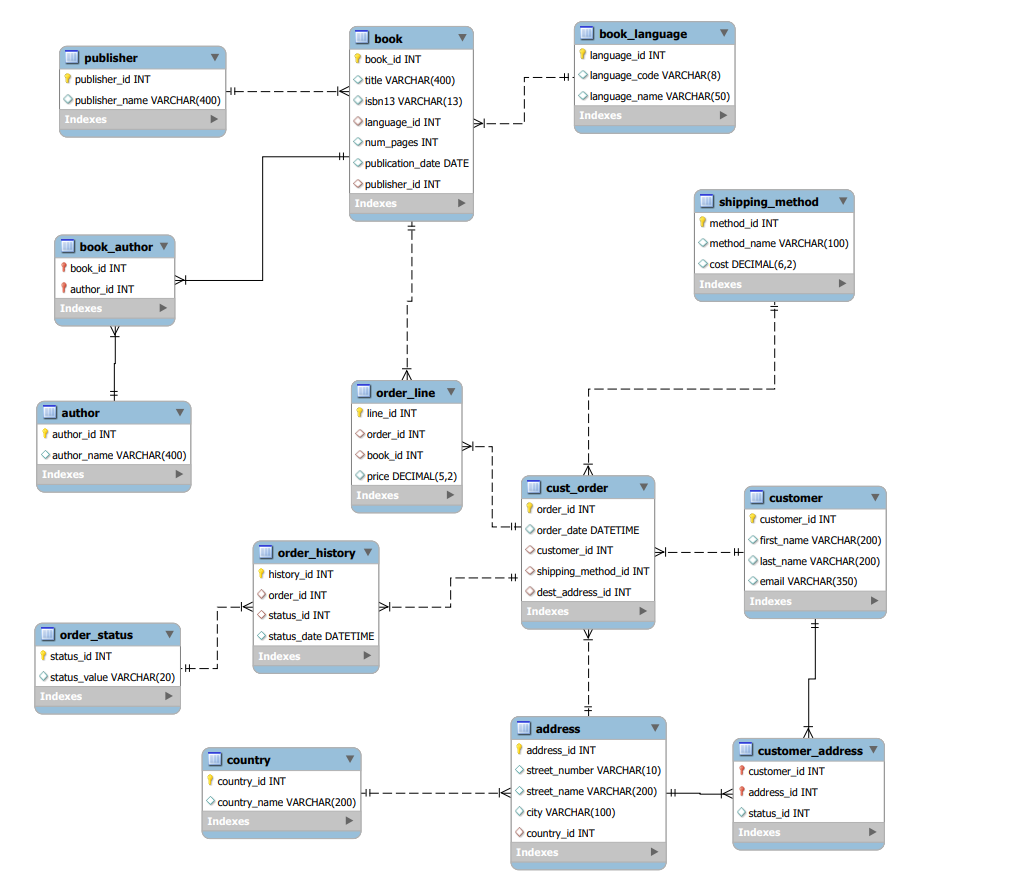 publisher
publisher_id INT
publisher_name VARCHAR(400)
Indexes
book
book_id INT
title VARCHAR(400)
isbn13 VARCHAR(13)
language_id INT
num_pages INT
publication_date DATE
publisher_id INT
Indexes
book_language
language_id INT
language_code VARCHAR(8)
language_name VARCHAR(50)
Indexes
shipping_method
method_id INT
method_name VARCHAR(100)
cost DECIMAL(6,2)
Indexes
book_author
book_id INT
author_id INT
Indexes
author
author_id INT
author_name VARCHAR(400)
Indexes
order_line
line_id INT
order_id INT
book_id INT
price DECIMAL(5,2)
Indexes
cust_order
order_id INT
order_date DATETIME
customer_id INT
shipping_method_id INT
dest_address_id INT
Indexes
customer
customer_id INT
first_name VARCHAR(200)
last_name VARCHAR(200)
email VARCHAR(350)
Indexes
order_history
history_id INT
order_id INT
status_id INT
status_date DATETIME
Indexes
order_status
status_id INT
status_value VARCHAR(20)
Indexes
address
address_id INT
street_number VARCHAR(10)
street_name VARCHAR(200)
city VARCHAR(100)
country_id INT
Indexes
country
country_id INT
country_name VARCHAR(200)
Indexes
customer_address
customer_id INT
address_id INT
status_id INT
Indexes